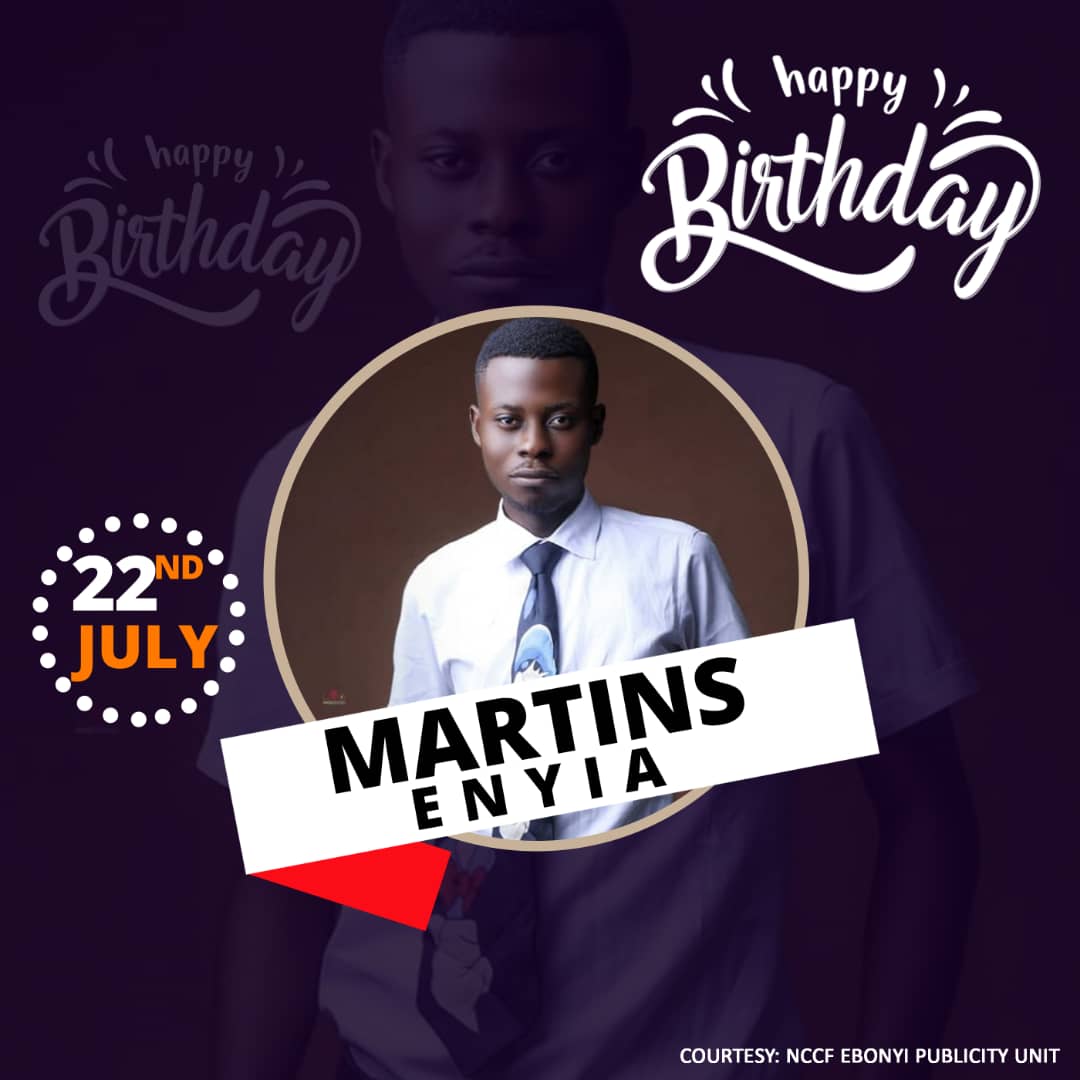 happy
Birthday
happy
Birthday
22ND
JULY
MARTINS
ENYIA
COURTESY: NCCF EBONYI PUBLICITY UNIT